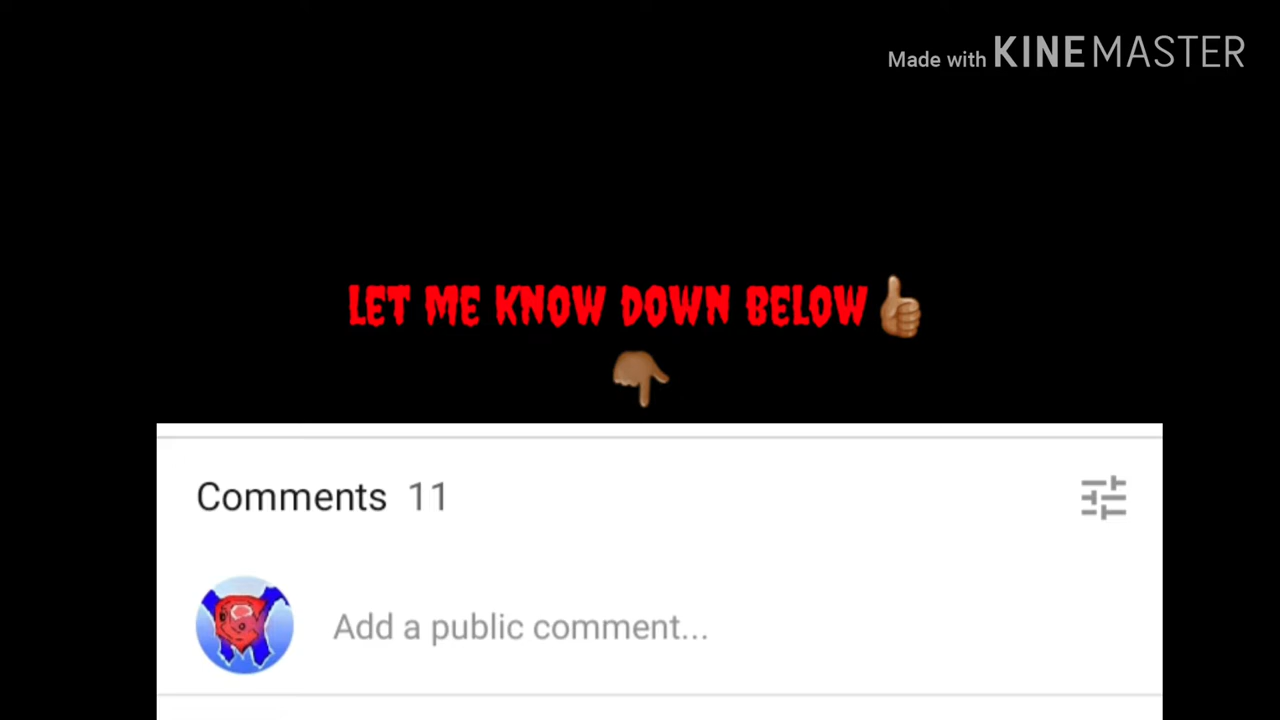 Made with KINEMASTER
LET ME KNOW DOWN BELOW👍🏽
👇🏽
Comments 11
Add a public comment...